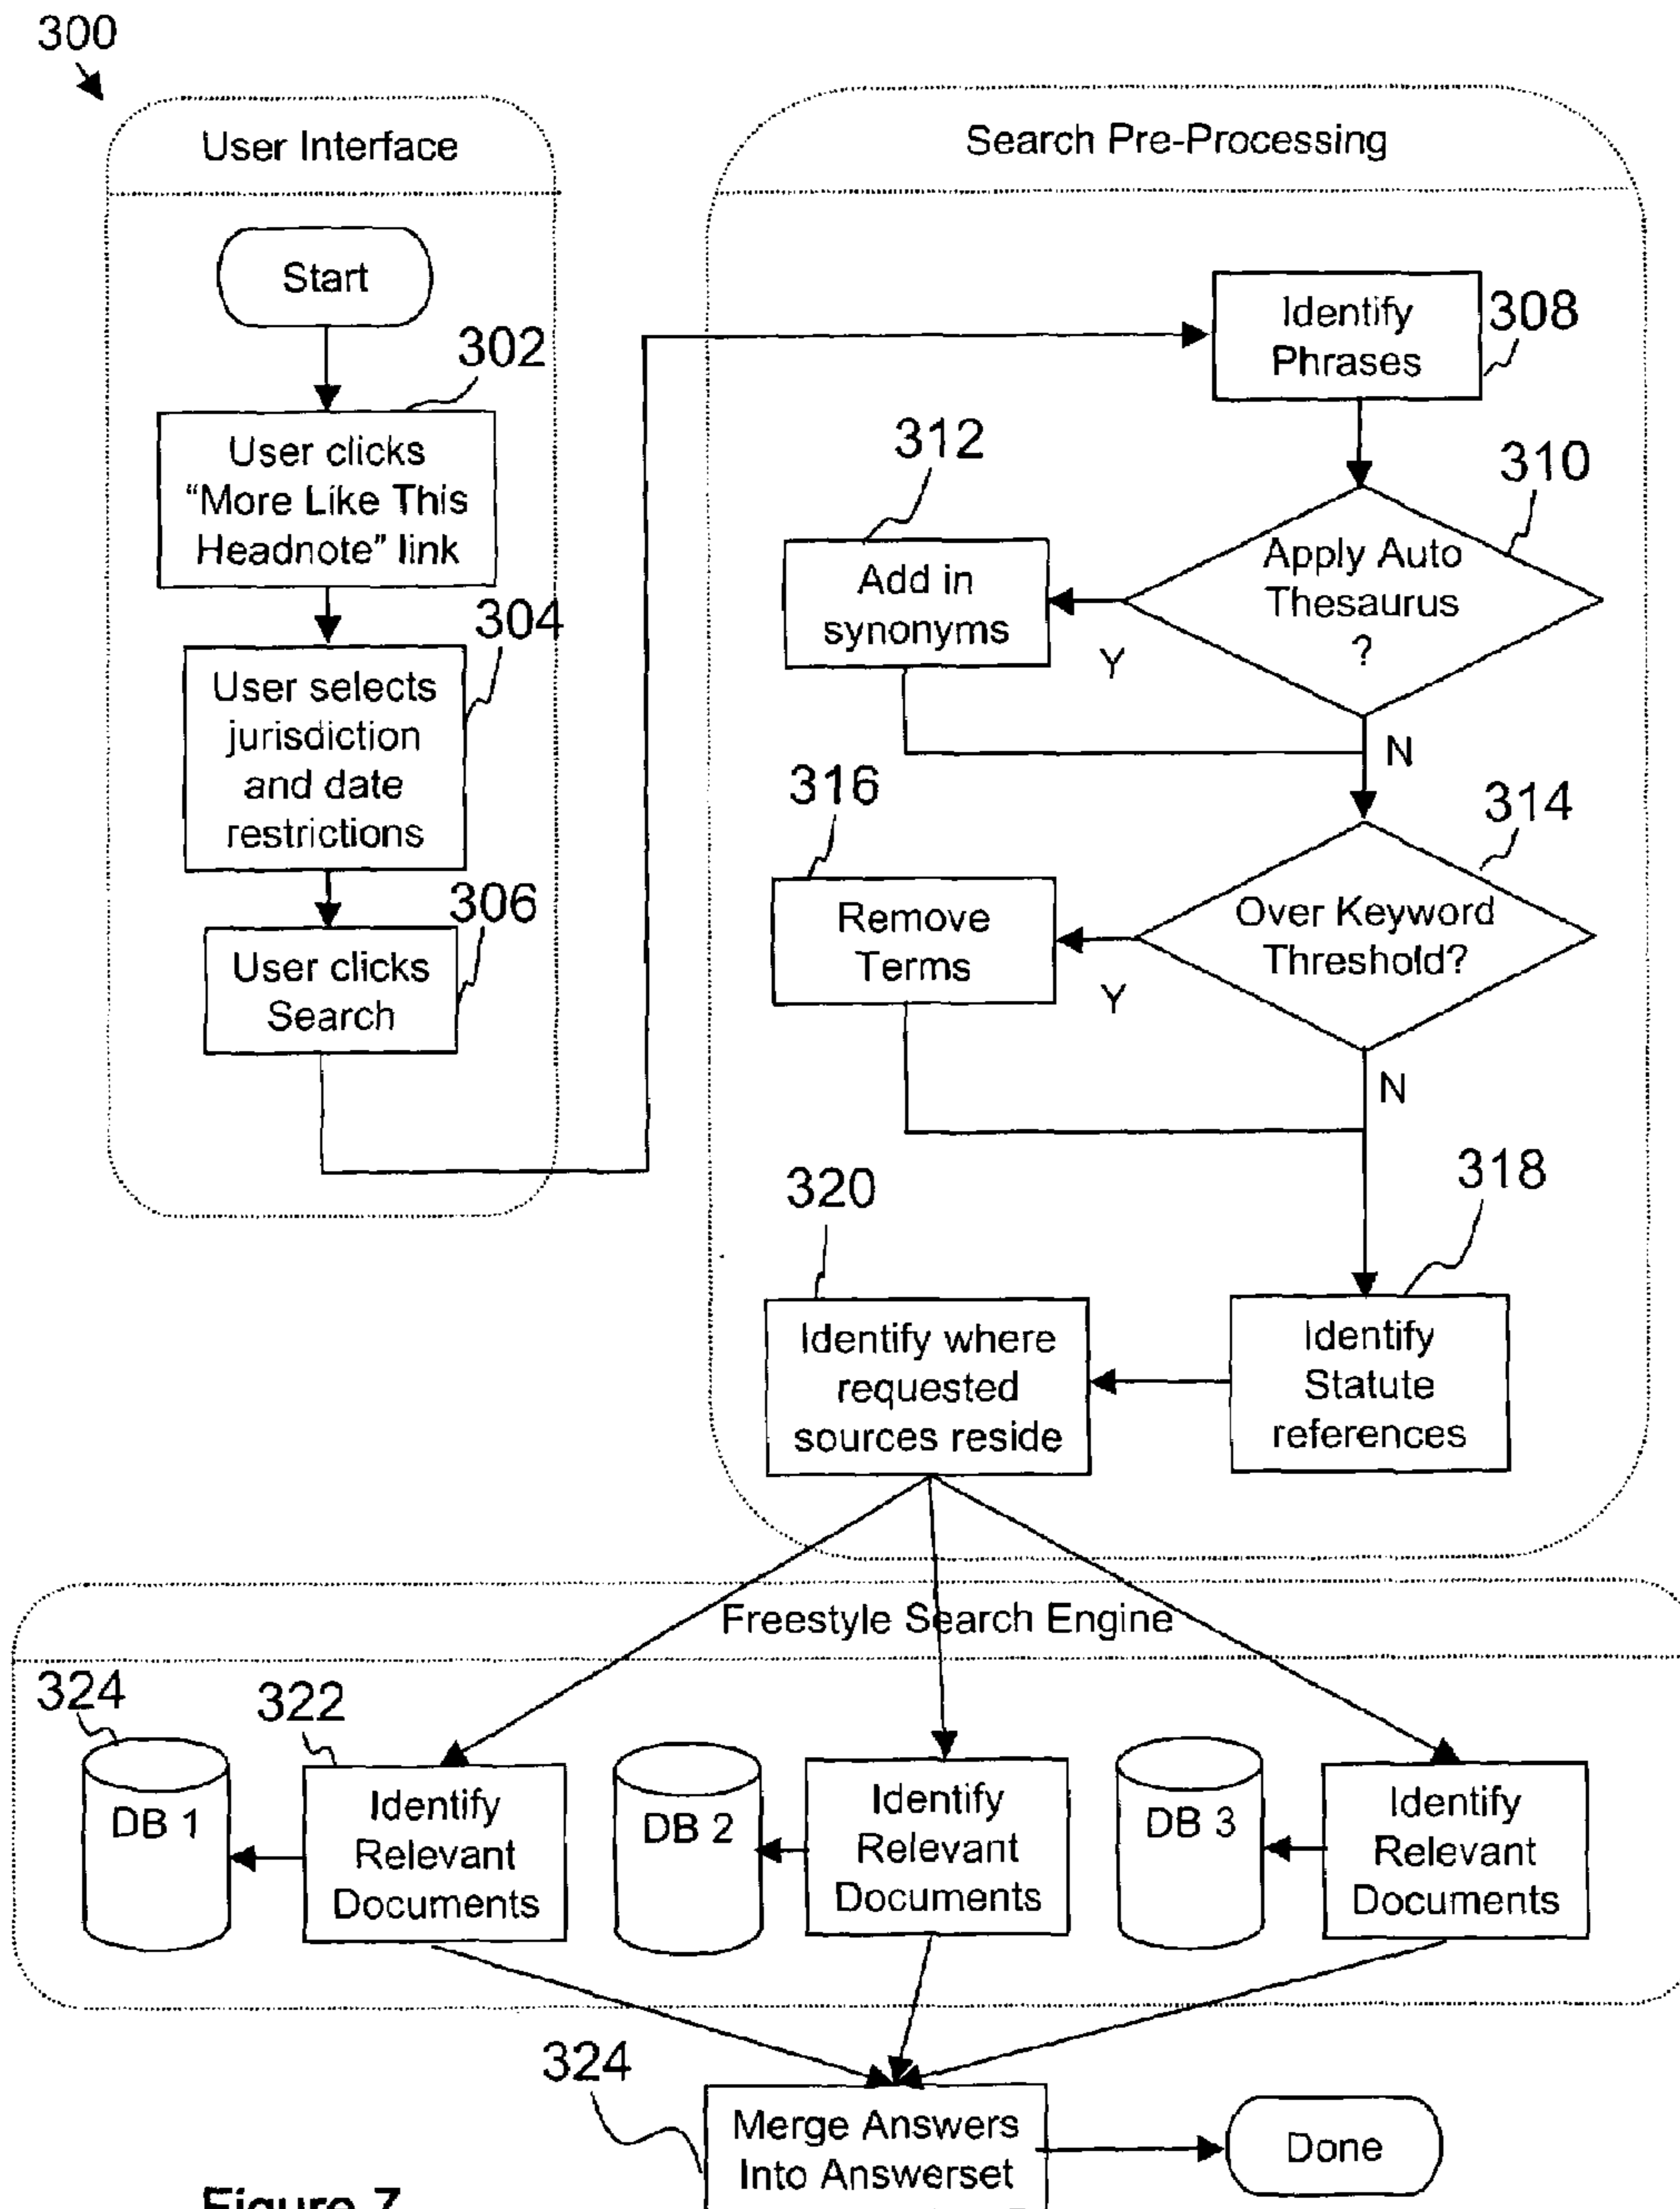 300
User Interface
Start
302
User clicks
“More Like This
Headnote” link
304
User selects
jurisdiction
and date
restrictions
306
User clicks
Search
Search Pre-Processing
Identify
Phrases
308
310
Apply Auto
Thesaurus
?
Y
N
312
Add in
synonyms
314
Over Keyword
Threshold?
Y
N
316
Remove
Terms
318
Identify
Statute
references
320
Identify where
requested
sources reside
Freestyle Search Engine
324
DB 1
322
Identify
Relevant
Documents
DB 2
Identify
Relevant
Documents
DB 3
Identify
Relevant
Documents
324
Merge Answers
Into Answerset
Done
Figure 7